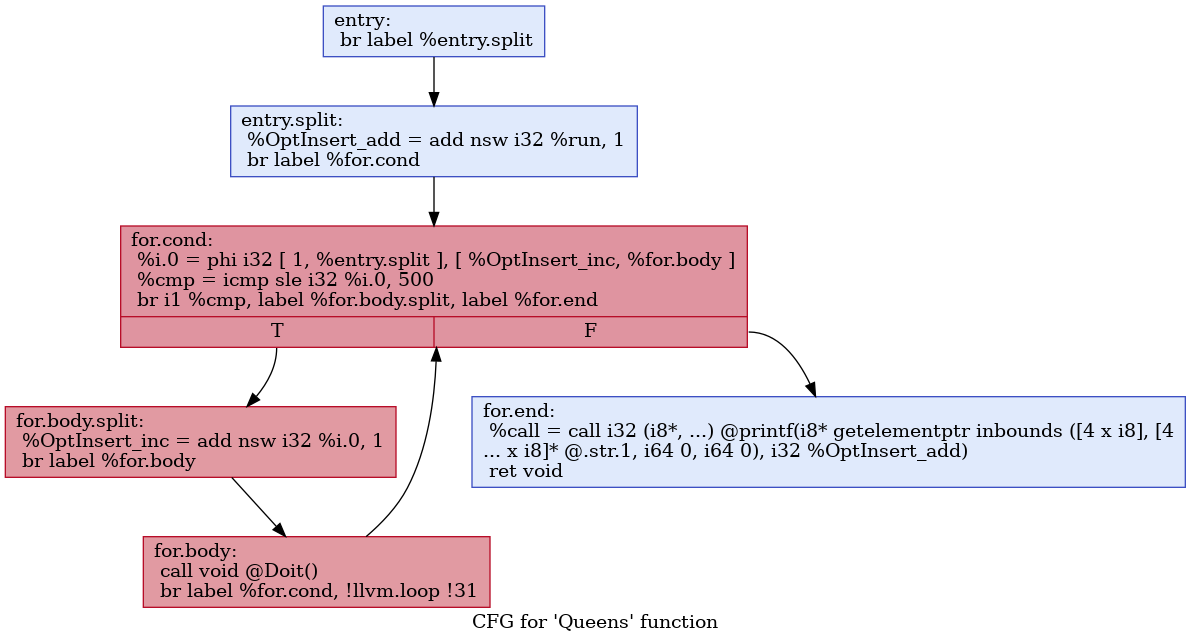 entry:
br label %entry.split
entry.split:
%OptInsert_add = add nsw i32 %run, 1
br label %for.cond
for.cond:
%i.0 = phi i32 [ 1, %entry.split ], [ %OptInsert_inc, %for.body ]
%cmp = icmp sle i32 %i.0, 500
br i1 %cmp, label %for.body.split, label %for.end
T
F
for.body.split:
%OptInsert_inc = add nsw i32 %i.0, 1
br label %for.body
for.end:
%call = call i32 (i8*, ...) @printf(i8* getelementptr inbounds ([4 x i8], [4
... x i8]* @.str.1, i64 0, i64 0), i32 %OptInsert_add)
ret void
for.body:
call void @Doit()
br label %for.cond, !llvm.loop !31
CFG for 'Queens' function